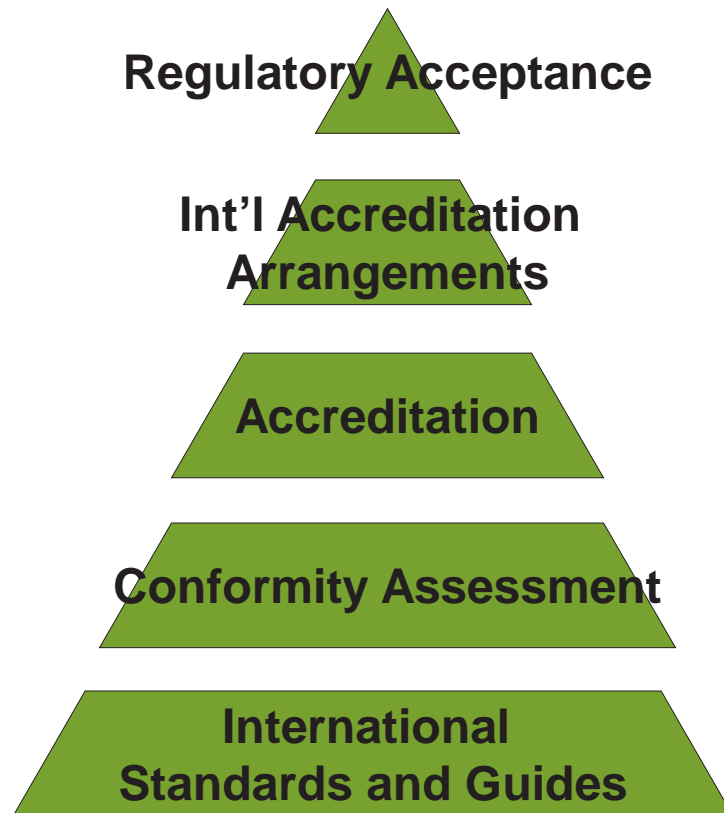 Regulatory Acceptance
Int’l Accreditation
Arrangements
Accreditation
Conformity Assessment
International
Standards and Guides